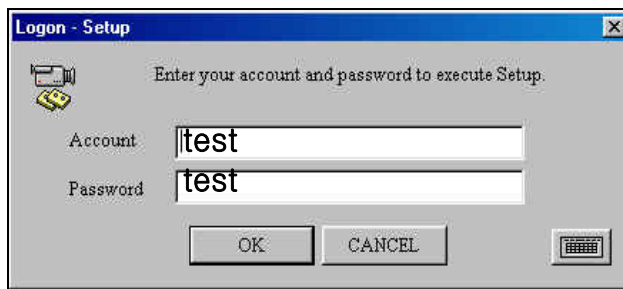 Logon - Setup
Enter your account and password to execute Setup.
Account test
Password test
OK CANCEL